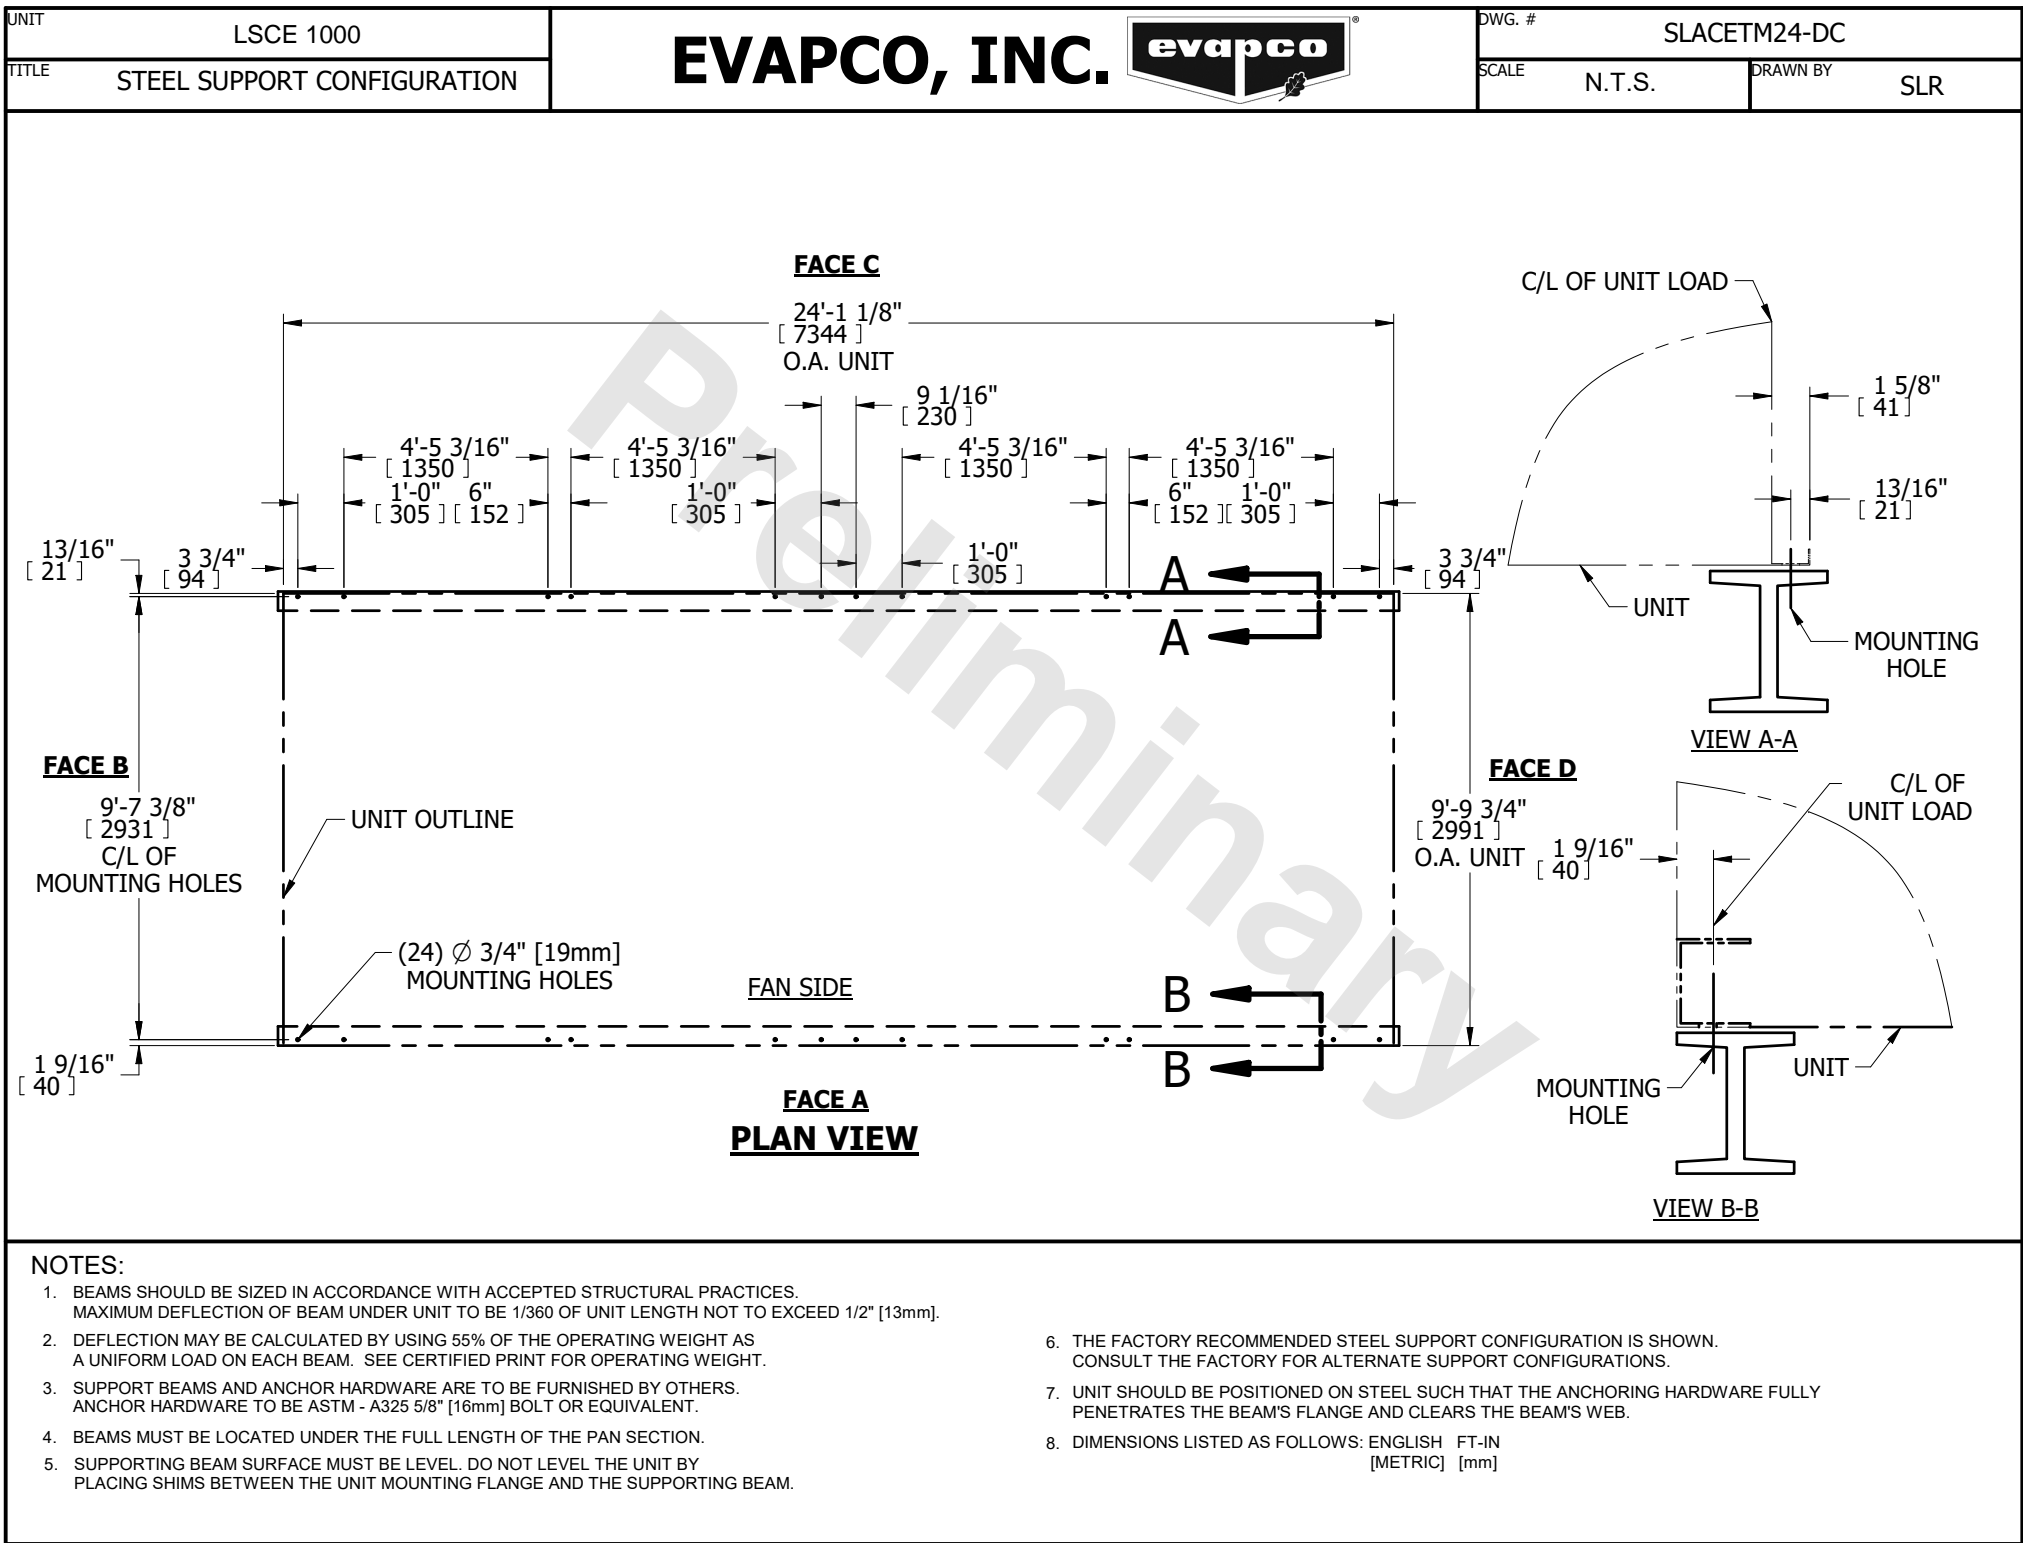 UNIT
LSCE 1000
TITLE
STEEL SUPPORT CONFIGURATION
EVAPCO, INC.
evapco
®
DWG. #
SLACETM24-DC
SCALE
N.T.S.
DRAWN BY
SLR
FACE C
24'-1 1/8"
[ 7344 ]
O.A. UNIT
9 1/16"
[ 230 ]
4'-5 3/16"
[ 1350 ]
4'-5 3/16"
[ 1350 ]
4'-5 3/16"
[ 1350 ]
4'-5 3/16"
[ 1350 ]
1'-0"
[ 305 ]
6"
[ 152 ]
1'-0"
[ 305 ]
6"
[ 152 ]
1'-0"
[ 305 ]
13/16"
[ 21 ]
3 3/4"
[ 94 ]
1'-0"
[ 305 ]
3 3/4"
[ 94 ]
A
A
FACE B
9'-7 3/8"
[ 2931 ]
C/L OF
MOUNTING HOLES
UNIT OUTLINE
FACE D
9'-9 3/4"
[ 2991 ]
O.A. UNIT
(24) Ø 3/4" [19mm]
MOUNTING HOLES
FAN SIDE
B
B
1 9/16"
[ 40 ]
FACE A
PLAN VIEW
Preliminary
C/L OF UNIT LOAD
1 5/8"
[ 41 ]
13/16"
[ 21 ]
UNIT
MOUNTING
HOLE
VIEW A-A
C/L OF
UNIT LOAD
1 9/16"
[ 40 ]
UNIT
MOUNTING
HOLE
VIEW B-B
NOTES:
1. BEAMS SHOULD BE SIZED IN ACCORDANCE WITH ACCEPTED STRUCTURAL PRACTICES.
MAXIMUM DEFLECTION OF BEAM UNDER UNIT TO BE 1/360 OF UNIT LENGTH NOT TO EXCEED 1/2" [13mm].
2. DEFLECTION MAY BE CALCULATED BY USING 55% OF THE OPERATING WEIGHT AS
A UNIFORM LOAD ON EACH BEAM. SEE CERTIFIED PRINT FOR OPERATING WEIGHT.
3. SUPPORT BEAMS AND ANCHOR HARDWARE ARE TO BE FURNISHED BY OTHERS.
ANCHOR HARDWARE TO BE ASTM - A325 5/8" [16mm] BOLT OR EQUIVALENT.
4. BEAMS MUST BE LOCATED UNDER THE FULL LENGTH OF THE PAN SECTION.
5. SUPPORTING BEAM SURFACE MUST BE LEVEL. DO NOT LEVEL THE UNIT BY
PLACING SHIMS BETWEEN THE UNIT MOUNTING FLANGE AND THE SUPPORTING BEAM.
6. THE FACTORY RECOMMENDED STEEL SUPPORT CONFIGURATION IS SHOWN.
CONSULT THE FACTORY FOR ALTERNATE SUPPORT CONFIGURATIONS.
7. UNIT SHOULD BE POSITIONED ON STEEL SUCH THAT THE ANCHORING HARDWARE FULLY
PENETRATES THE BEAM'S FLANGE AND CLEARS THE BEAM'S WEB.
8. DIMENSIONS LISTED AS FOLLOWS: ENGLISH FT-IN
[METRIC] [mm]